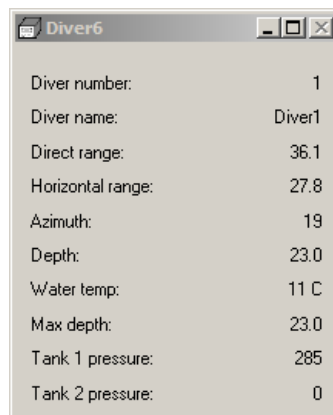 Diver6
Diver number: 1
Diver name: Diver1
Direct range: 36.1
Horizontal range: 27.8
Azimuth: 19
Depth: 23.0
Water temp: 11 C
Max depth: 23.0
Tank 1 pressure: 285
Tank 2 pressure: 0